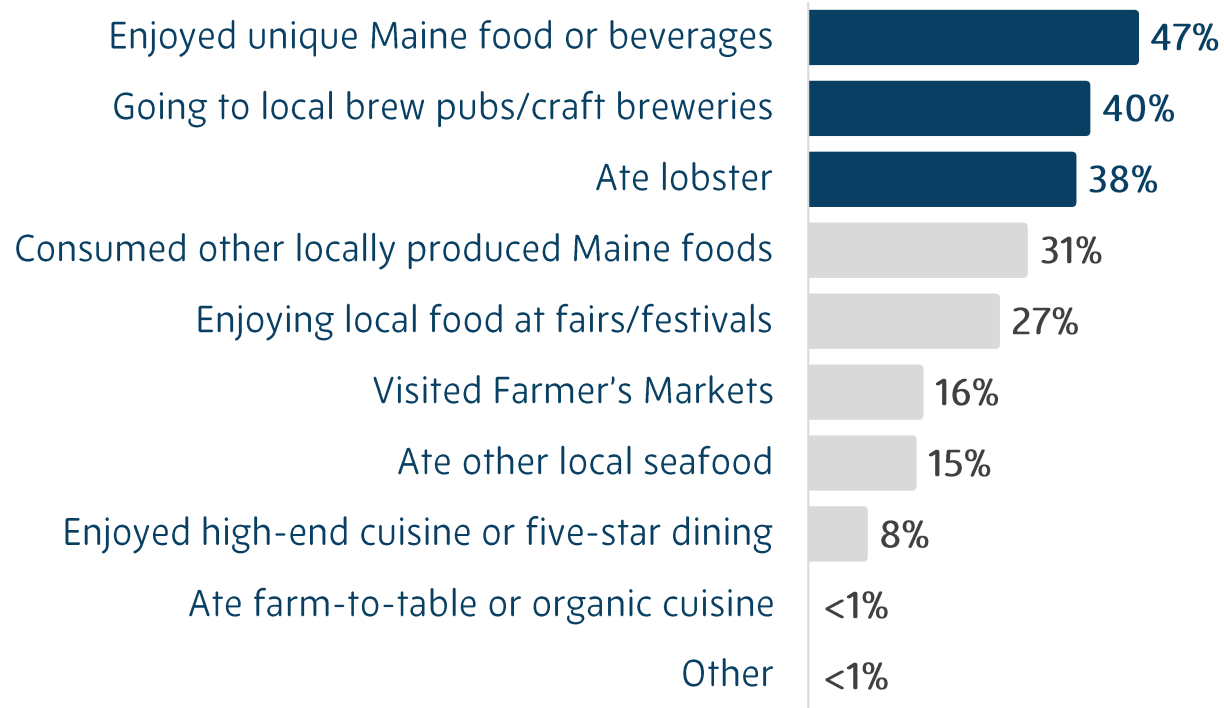 Enjoyed unique Maine food or beverages 47%
Going to local brew pubs/craft breweries 40%
Ate lobster 38%
Consumed other locally produced Maine foods 31%
Enjoying local food at fairs/festivals 27%
Visited Farmer’s Markets 16%
Ate other local seafood 15%
Enjoyed high-end cuisine or five-star dining 8%
Ate farm-to-table or organic cuisine <1%
Other <1%